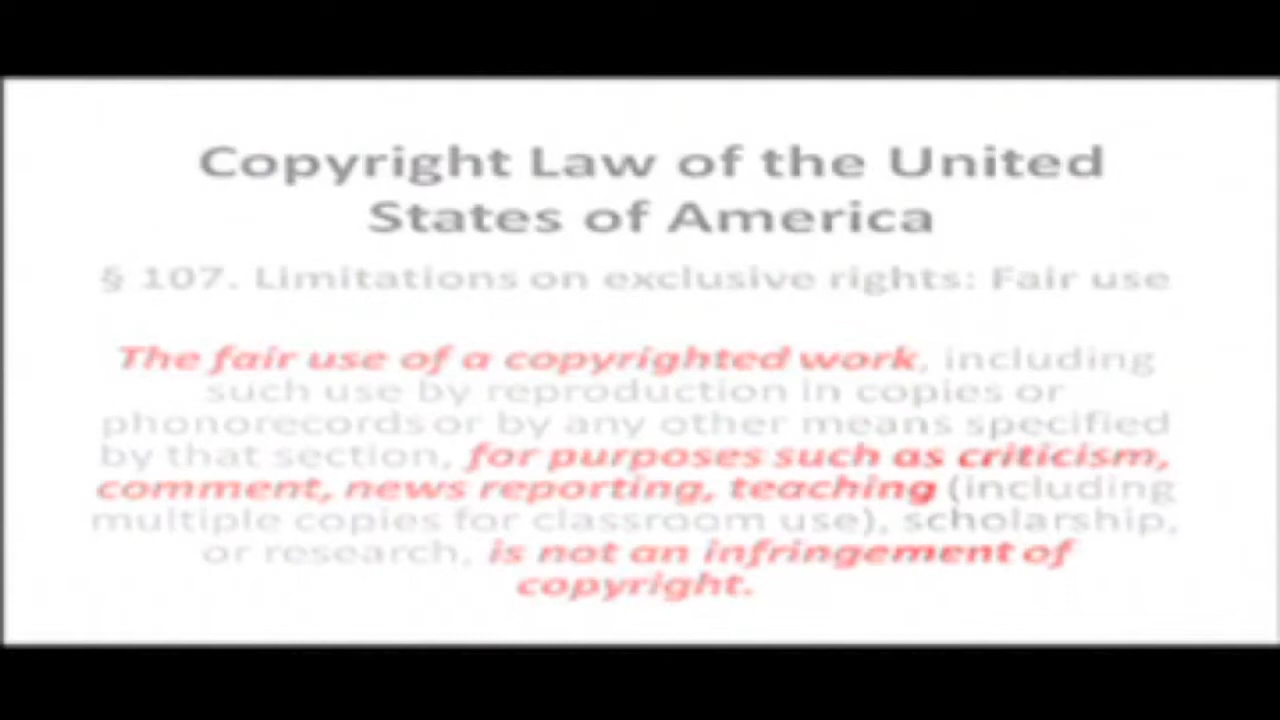 Copyright Law of the United
States of America
§ 107. Limitations on exclusive rights: Fair use
The fair use of a copyrighted work, including
such use by reproduction in copies or
phonorecords or by any other means specified
by that section, for purposes such as criticism,
comment, news reporting, teaching (including
multiple copies for classroom use), scholarship,
or research, is not an infringement of
copyright.